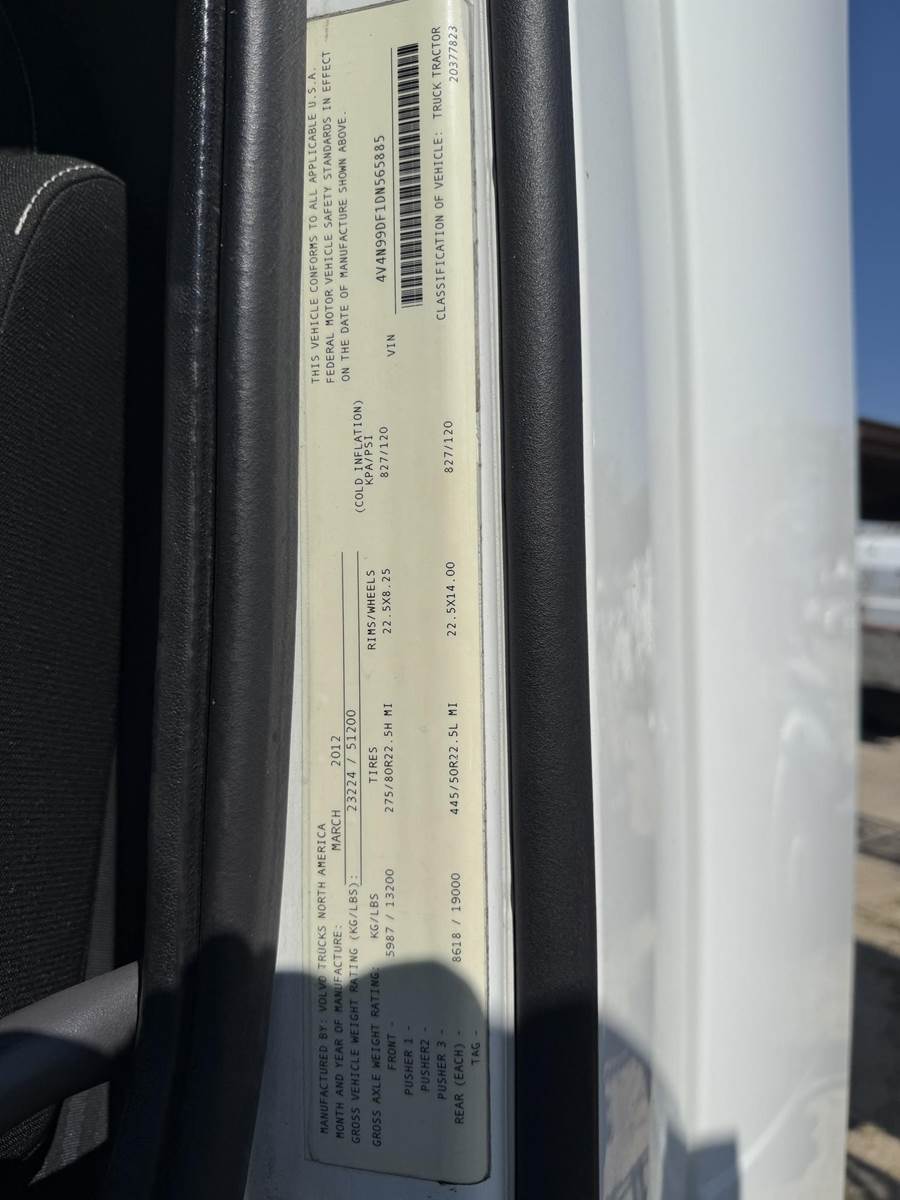 MANUFACTURED BY: VOLVO TRUCKS NORTH AMERICA
MONTH AND YEAR OF MANUFACTURE: MARCH 2012
GROSS VEHICLE WEIGHT RATING (KG/LBS): 23224 / 51200
GROSS AXLE WEIGHT RATING: KG/LBS TIRES RIMS/WHEELS (COLD INFLATION) KPA/PSI
FRONT - 5987 / 13200 275/80R22.5H MI 22.5X8.25 827/120
PUSHER 1 -
PUSHER2 -
PUSHER 3 -
REAR (EACH) - 8618 / 19000 445/50R22.5L MI 22.5X14.00 827/120
TAG -
THIS VEHICLE CONFORMS TO ALL APPLICABLE U.S.A.
FEDERAL MOTOR VEHICLE SAFETY STANDARDS IN EFFECT
ON THE DATE OF MANUFACTURE SHOWN ABOVE.
VIN 4V4N99DF1DN565885
CLASSIFICATION OF VEHICLE: TRUCK TRACTOR
20377823